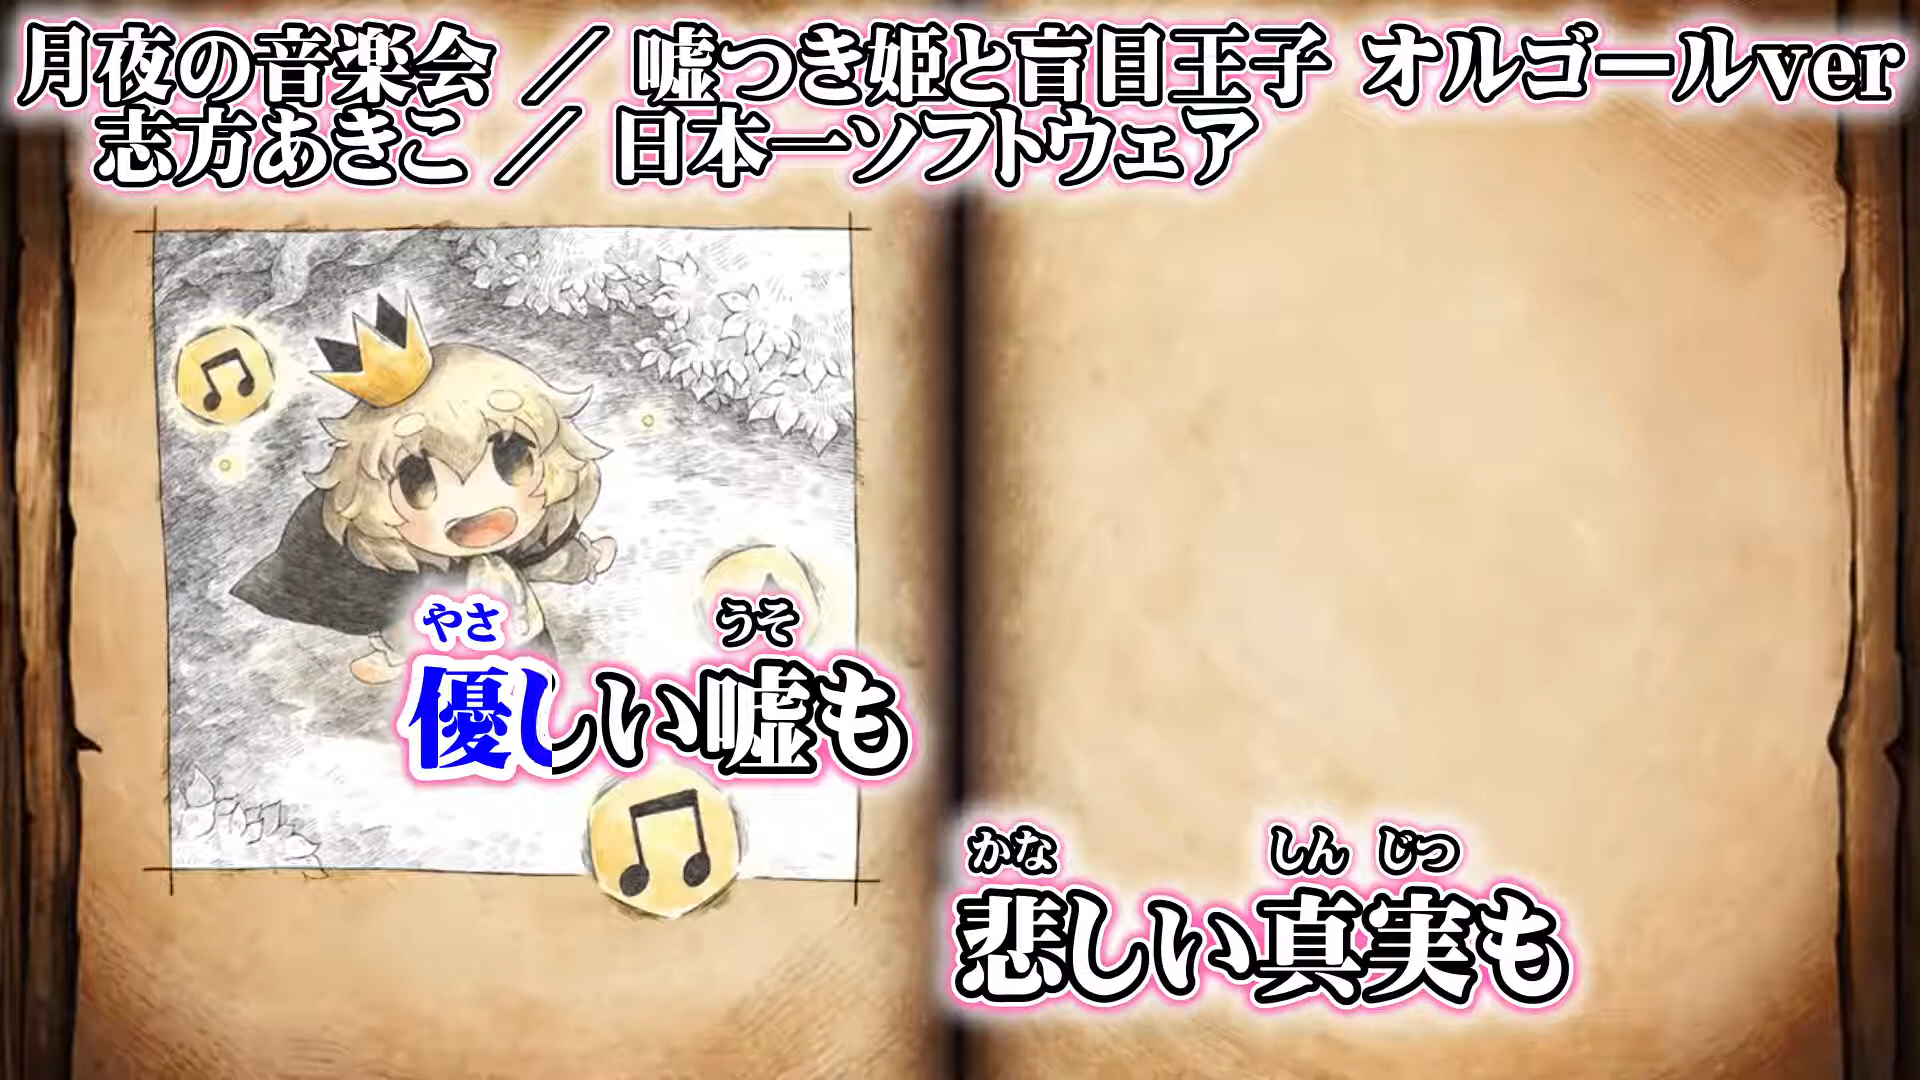 月夜の音楽会 ／ 嘘つき姫と盲目王子 オルゴールver
志方あきこ ／ 日本一ソフトウェア
やさ うそ
優しい嘘も
かな しん じつ
悲しい真実も